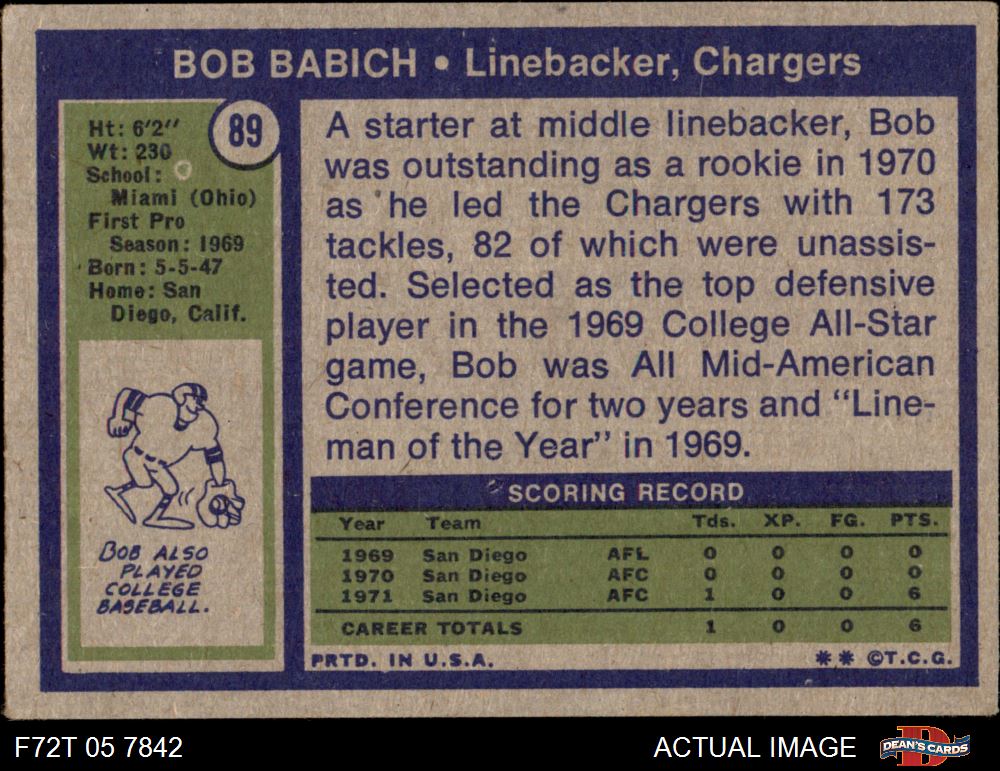 BOB BABICH • Linebacker, Chargers
89
Ht: 6'2"
Wt: 230
School:
Miami (Ohio)
First Pro
Season: 1969
Born: 5-5-47
Home: San
Diego, Calif.
BOB ALSO
PLAYED
COLLEGE
BASEBALL.
A starter at middle linebacker, Bob
was outstanding as a rookie in 1970
as he led the Chargers with 173
tackles, 82 of which were unassis-
ted. Selected as the top defensive
player in the 1969 College All-Star
game, Bob was All Mid-American
Conference for two years and “Line-
man of the Year” in 1969.
SCORING RECORD
Year Team Tds. XP. FG. PTS.
1969 San Diego AFL 0 0 0 0
1970 San Diego AFC 0 0 0 0
1971 San Diego AFC 1 0 0 6
CAREER TOTALS 1 0 0 6
PRTD. IN U.S.A. ** ©T.C.G.
F72T 05 7842 ACTUAL IMAGE DEAN'S CARDS